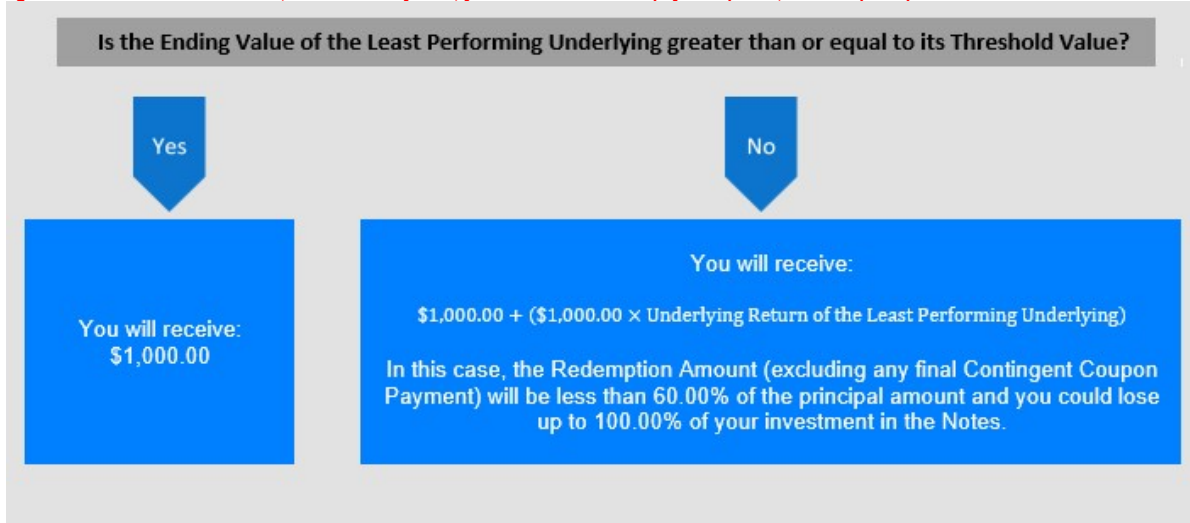 Is the Ending Value of the Least Performing Underlying greater than or equal to its Threshold Value?
Yes
No
You will receive:
$1,000.00
You will receive:
$1,000.00 + ($1,000.00 × Underlying Return of the Least Performing Underlying)
In this case, the Redemption Amount (excluding any final Contingent Coupon
Payment) will be less than 60.00% of the principal amount and you could lose
up to 100.00% of your investment in the Notes.